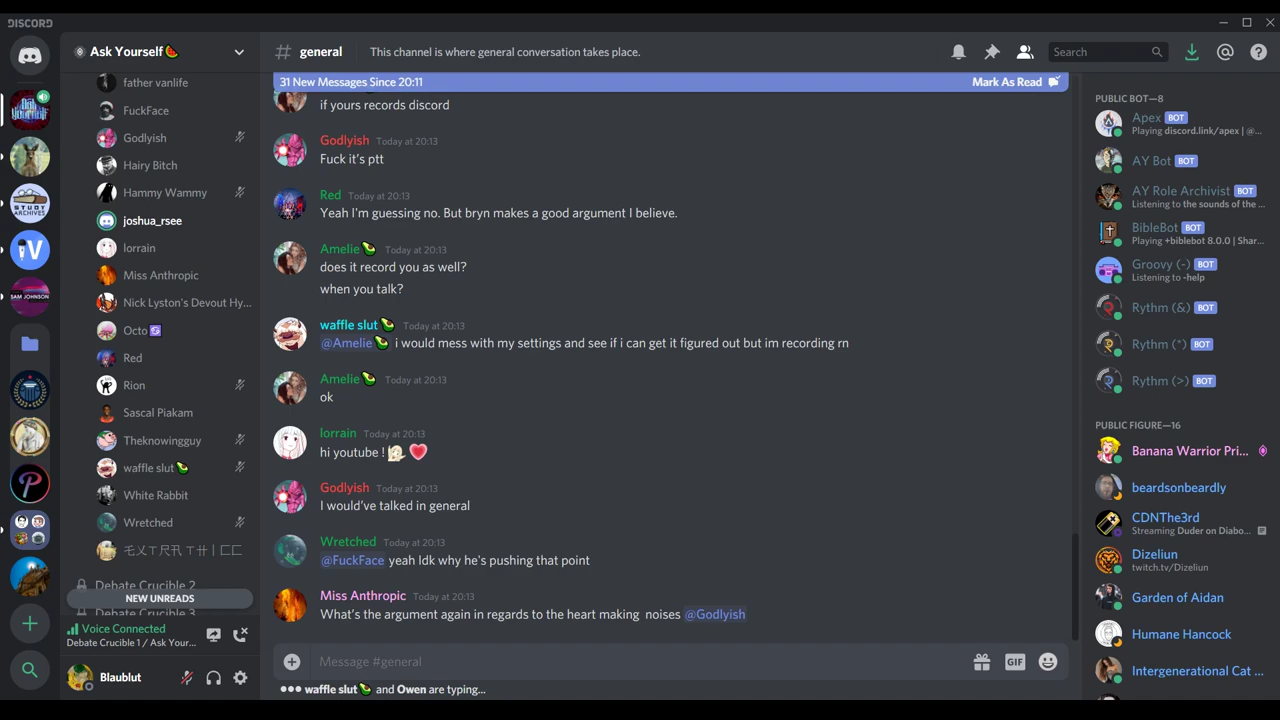 DISCORD
Ask Yourself
father vanlife
FuckFace
Godlyish
Hairy Bitch
Hammy Wammy
joshua_rsee
lorrain
Miss Anthropic
Nick Lyston's Devout Hy...
Octo
Red
Rion
Sascal Piakam
Theknowingguy
waffle slut
White Rabbit
Wretched
Debate Crucible 2
Debate Crucible 3
NEW UNREADS
Voice Connected
Debate Crucible 1 / Ask Your...
Blaublut
STUDY
ARCHIVES
V
SAM JOHNSON
# general
This channel is where general conversation takes place.
Search
31 New Messages Since 20:11
Mark As Read
if yours records discord
Godlyish Today at 20:13
Fuck it's ptt
Red Today at 20:13
Yeah I'm guessing no. But bryn makes a good argument I believe.
Amelie Today at 20:13
does it record you as well?
when you talk?
waffle slut Today at 20:13
@Amelie i would mess with my settings and see if i can get it figured out but im recording rn
Amelie Today at 20:13
ok
lorrain Today at 20:13
hi youtube !
Godlyish Today at 20:13
I would've talked in general
Wretched Today at 20:13
@FuckFace yeah ldk why he's pushing that point
Miss Anthropic Today at 20:13
What's the argument again in regards to the heart making noises @Godlyish
Message #general
GIF
waffle slut and Owen are typing...
PUBLIC BOT—8
Apex BOT
Playing discord.link/apex | @...
AY Bot BOT
AY Role Archivist BOT
Listening to the sounds of the ...
BibleBot BOT
Playing +biblebot 8.0.0 | Shar...
Groovy (-) BOT
Listening to -help
Rythm (&) BOT
Rythm (*) BOT
Rythm (>) BOT
PUBLIC FIGURE—16
Banana Warrior Pri...
beardsonbeardly
CDNThe3rd
Streaming Duder on Diabo...
Dizeliun
twitch.tv/Dizeliun
Garden of Aidan
Humane Hancock
Intergenerational Cat ...